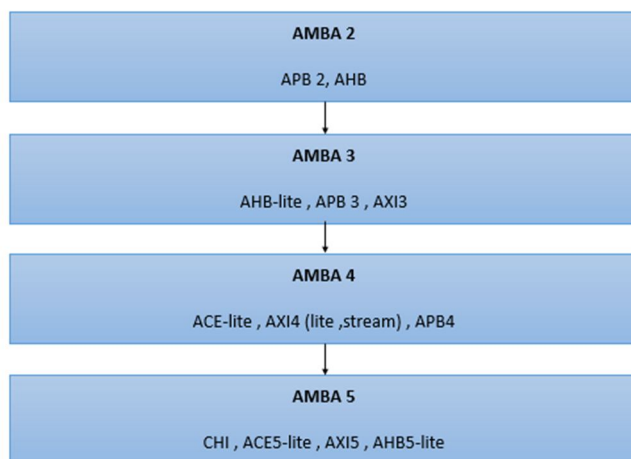 AMBA 2
APB 2, AHB
AMBA 3
AHB-lite , APB 3 , AXI3
AMBA 4
ACE-lite , AXI4 (lite ,stream) , APB4
AMBA 5
CHI , ACE5-lite , AXI5 , AHB5-lite